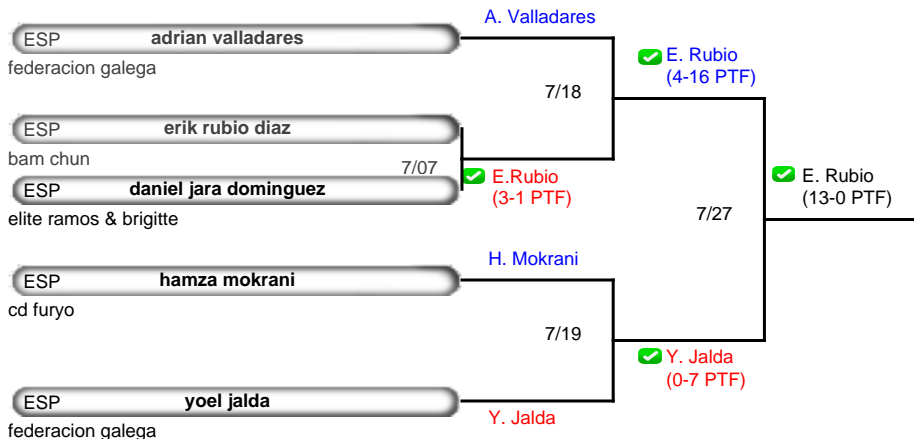 A. Valladares
ESP adrian valladares
federacion galega
E. Rubio
(4-16 PTF)
7/18
ESP erik rubio diaz
bam chun
7/07
E.Rubio
(3-1 PTF)
ESP daniel jara dominguez
elite ramos & brigitte
E. Rubio
(13-0 PTF)
7/27
H. Mokrani
ESP hamza mokrani
cd furyo
7/19
Y. Jalda
(0-7 PTF)
ESP yoel jalda
Y. Jalda
federacion galega